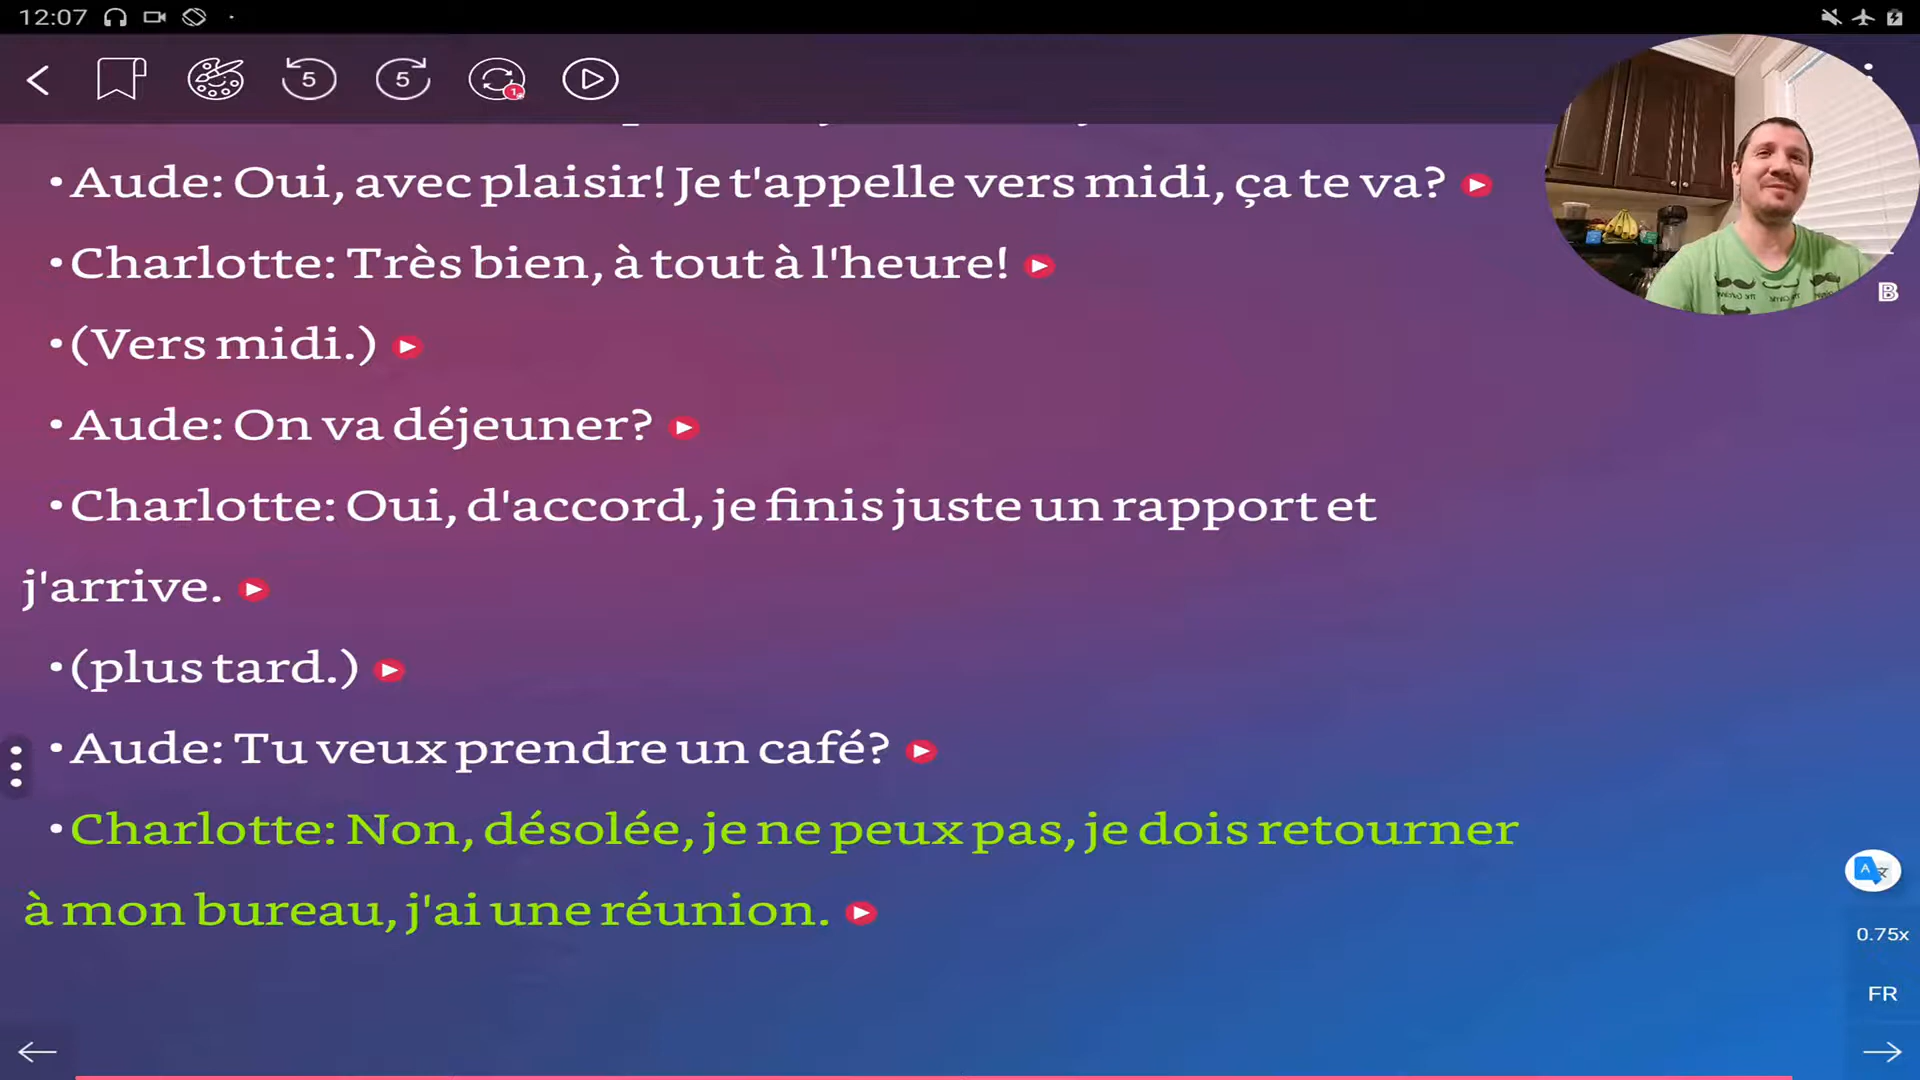 12:07
5
5
1
•Aude: Oui, avec plaisir! Je t'appelle vers midi, ça te va?
•Charlotte: Très bien, à tout à l'heure!
•(Vers midi.)
•Aude: On va déjeuner?
B
•Charlotte: Oui, d'accord, je finis juste un rapport et
j'arrive.
•(plus tard.)
•Aude: Tu veux prendre un café?
•Charlotte: Non, désolée, je ne peux pas, je dois retourner
à mon bureau, j'ai une réunion.
A
0.75x
FR